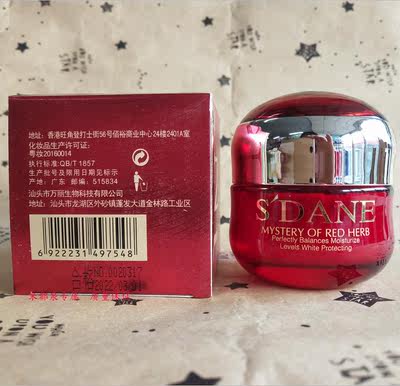 地址：香港旺角登打士街56号佰裕商业中心24楼2401A室
化妆品生产许可证：
粤妆20160014
执行标准：QB/T 1857
生产批号及限期日期见标示
产地：广东 邮编：515834
汕头市万丽生物科技有限公司
地址：汕头市龙湖区外砂镇蓬发大道金林路工业区
6 922231 497548
NO.0020317
S'DANE
MYSTERY OF RED HERB
Perfectly Balances Moisturize
Levels White Protecting